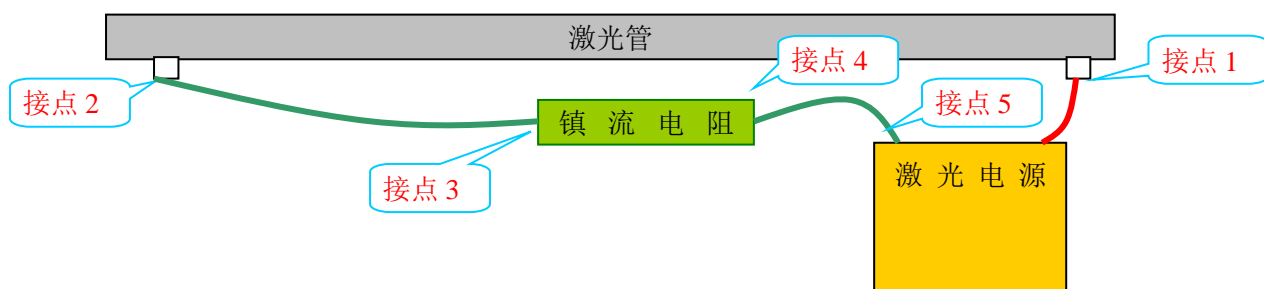 激光管
接点 4
接点 1
接点 2
镇 流 电 阻
接点 5
接点 3
激 光 电 源